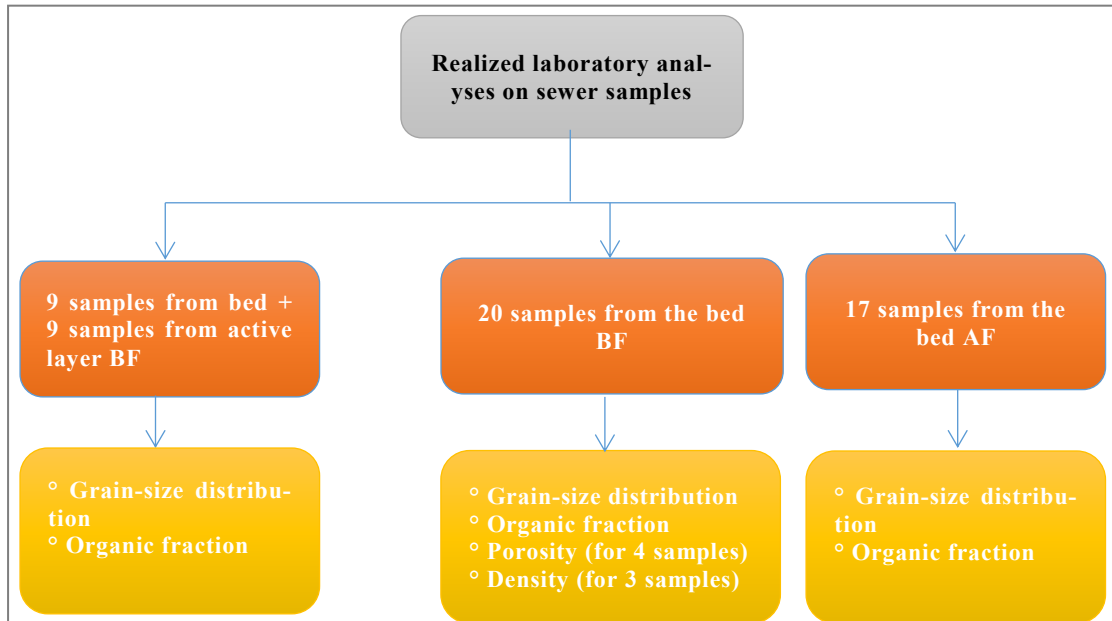 Realized laboratory anal-
yses on sewer samples
9 samples from bed +
9 samples from active
layer BF
20 samples from the bed
BF
17 samples from the
bed AF
° Grain-size distribu-
tion
° Organic fraction
° Grain-size distribution
° Organic fraction
° Porosity (for 4 samples)
° Density (for 3 samples)
° Grain-size distribu-
tion
° Organic fraction